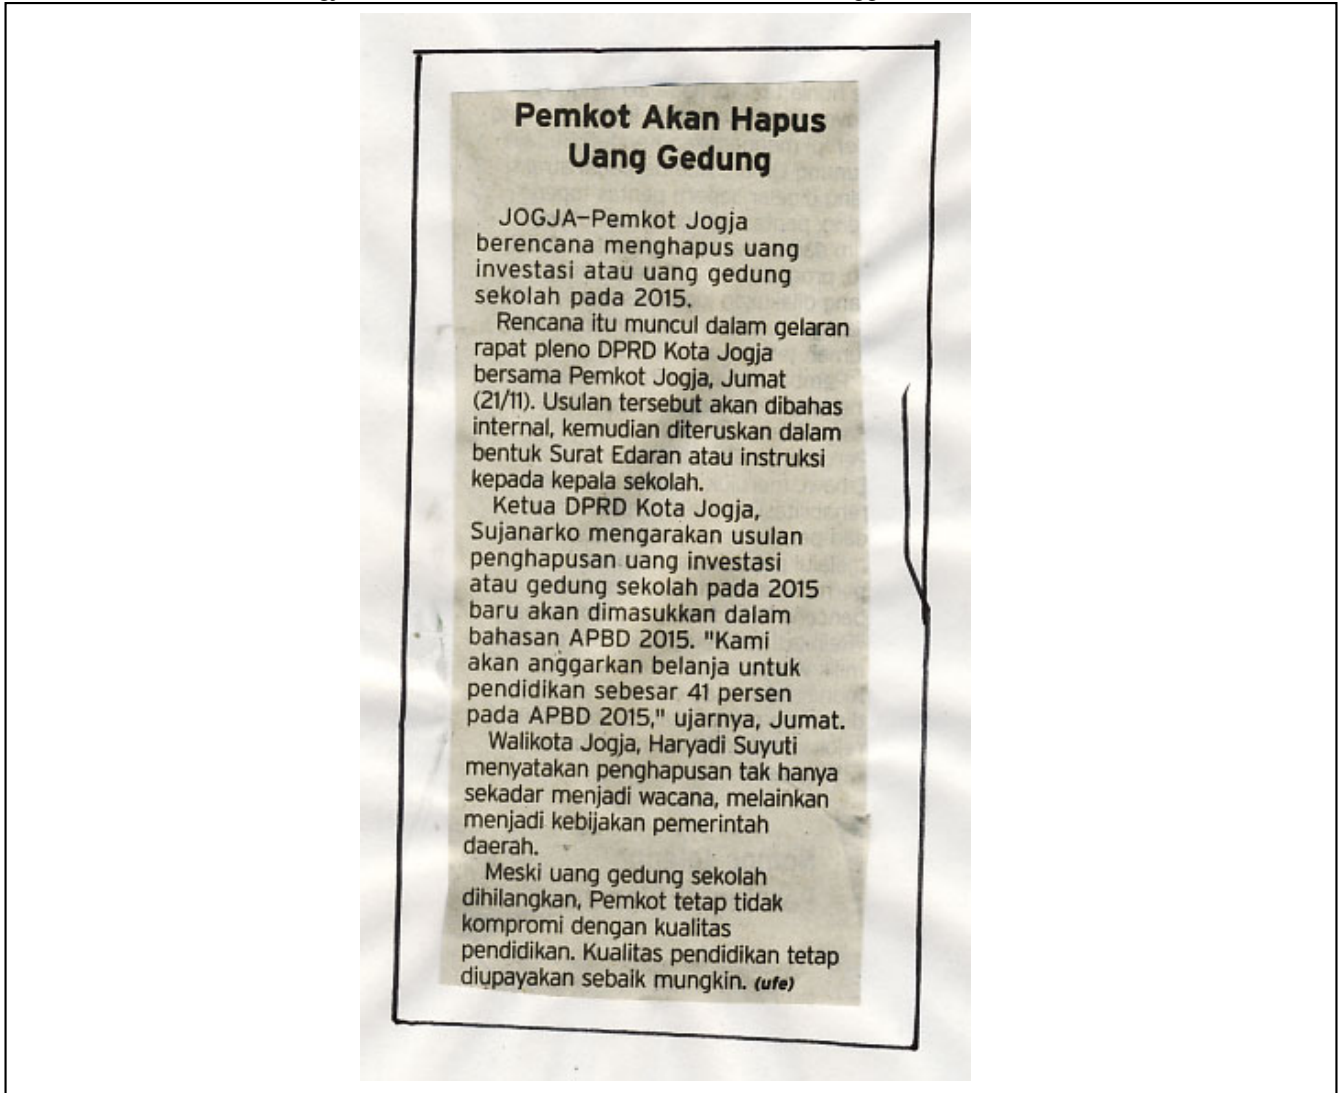 Pemkot Akan Hapus
Uang Gedung
JOGJA–Pemkot Jogja
berencana menghapus uang
investasi atau uang gedung
sekolah pada 2015.
Rencana itu muncul dalam gelaran
rapat pleno DPRD Kota Jogja
bersama Pemkot Jogja, Jumat
(21/11). Usulan tersebut akan dibahas
internal, kemudian diteruskan dalam
bentuk Surat Edaran atau instruksi
kepada kepala sekolah.
Ketua DPRD Kota Jogja,
Sujanarko mengarakan usulan
penghapusan uang investasi
atau gedung sekolah pada 2015
baru akan dimasukkan dalam
bahasan APBD 2015. "Kami
akan anggarkan belanja untuk
pendidikan sebesar 41 persen
pada APBD 2015," ujarnya, Jumat.
Walikota Jogja, Haryadi Suyuti
menyatakan penghapusan tak hanya
sekadar menjadi wacana, melainkan
menjadi kebijakan pemerintah
daerah.
Meski uang gedung sekolah
dihilangkan, Pemkot tetap tidak
kompromi dengan kualitas
pendidikan. Kualitas pendidikan tetap
diupayakan sebaik mungkin. (ufe)